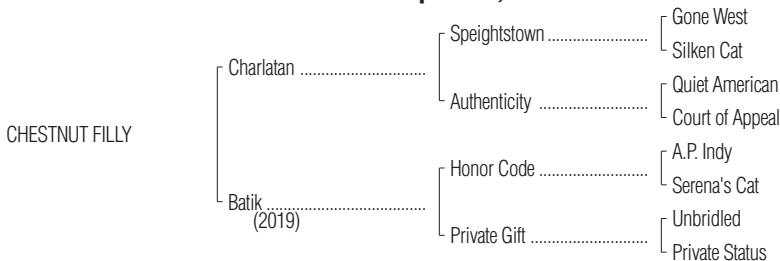 Gone West
Speightstown
Silken Cat
Charlatan
Quiet American
Authenticity
Court of Appeal
CHESTNUT FILLY
A.P. Indy
Honor Code
Serena's Cat
Batik
(2019)
Unbridled
Private Gift
Private Status